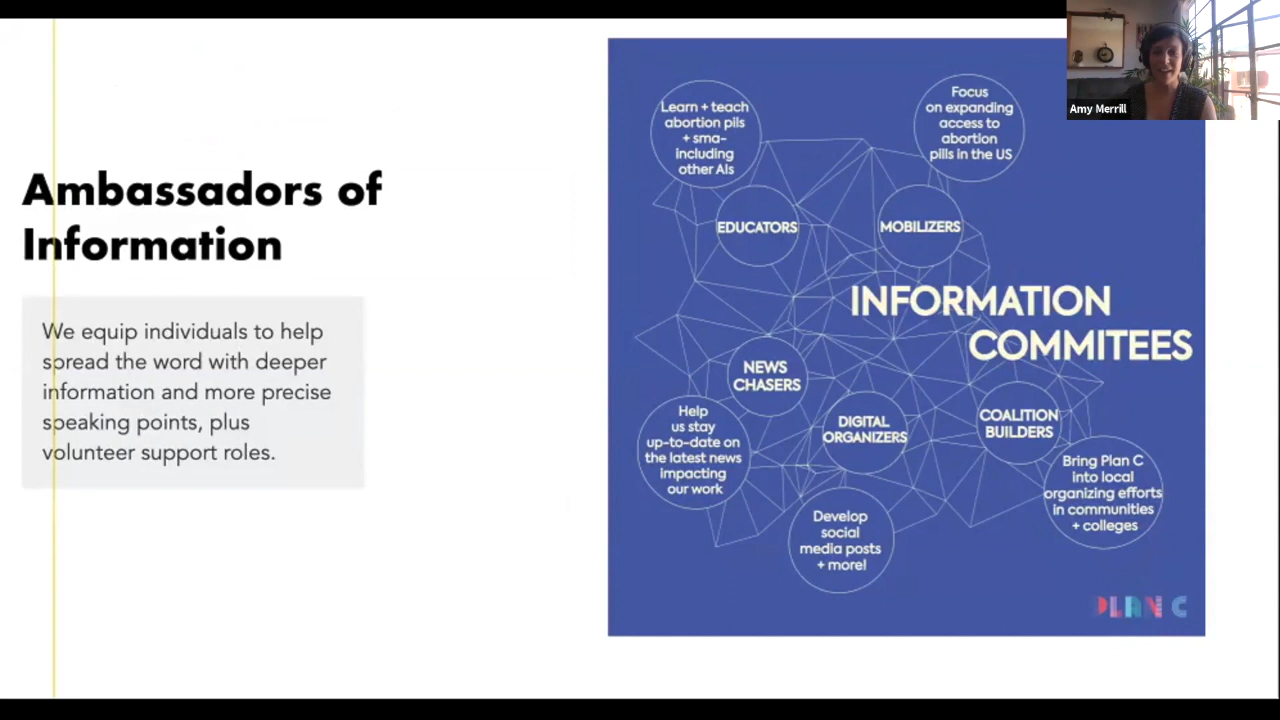 Ambassadors of
Information
We equip individuals to help
spread the word with deeper
information and more precise
speaking points, plus
volunteer support roles.
Learn + teach
abortion pils
+ sma-
including
other AIs
EDUCATORS
Focus
on expanding
access to
abortion
pills in the US
MOBILIZERS
INFORMATION
COMMITEES
NEWS
CHASERS
Help
us stay
up-to-date on
the latest news
impacting
our work
DIGITAL
ORGANIZERS
Develop
social
media posts
+ more!
COALITION
BUILDERS
Bring Plan C
into local
organizing efforts
in communities
+ colleges
PLAN C
Amy Merrill